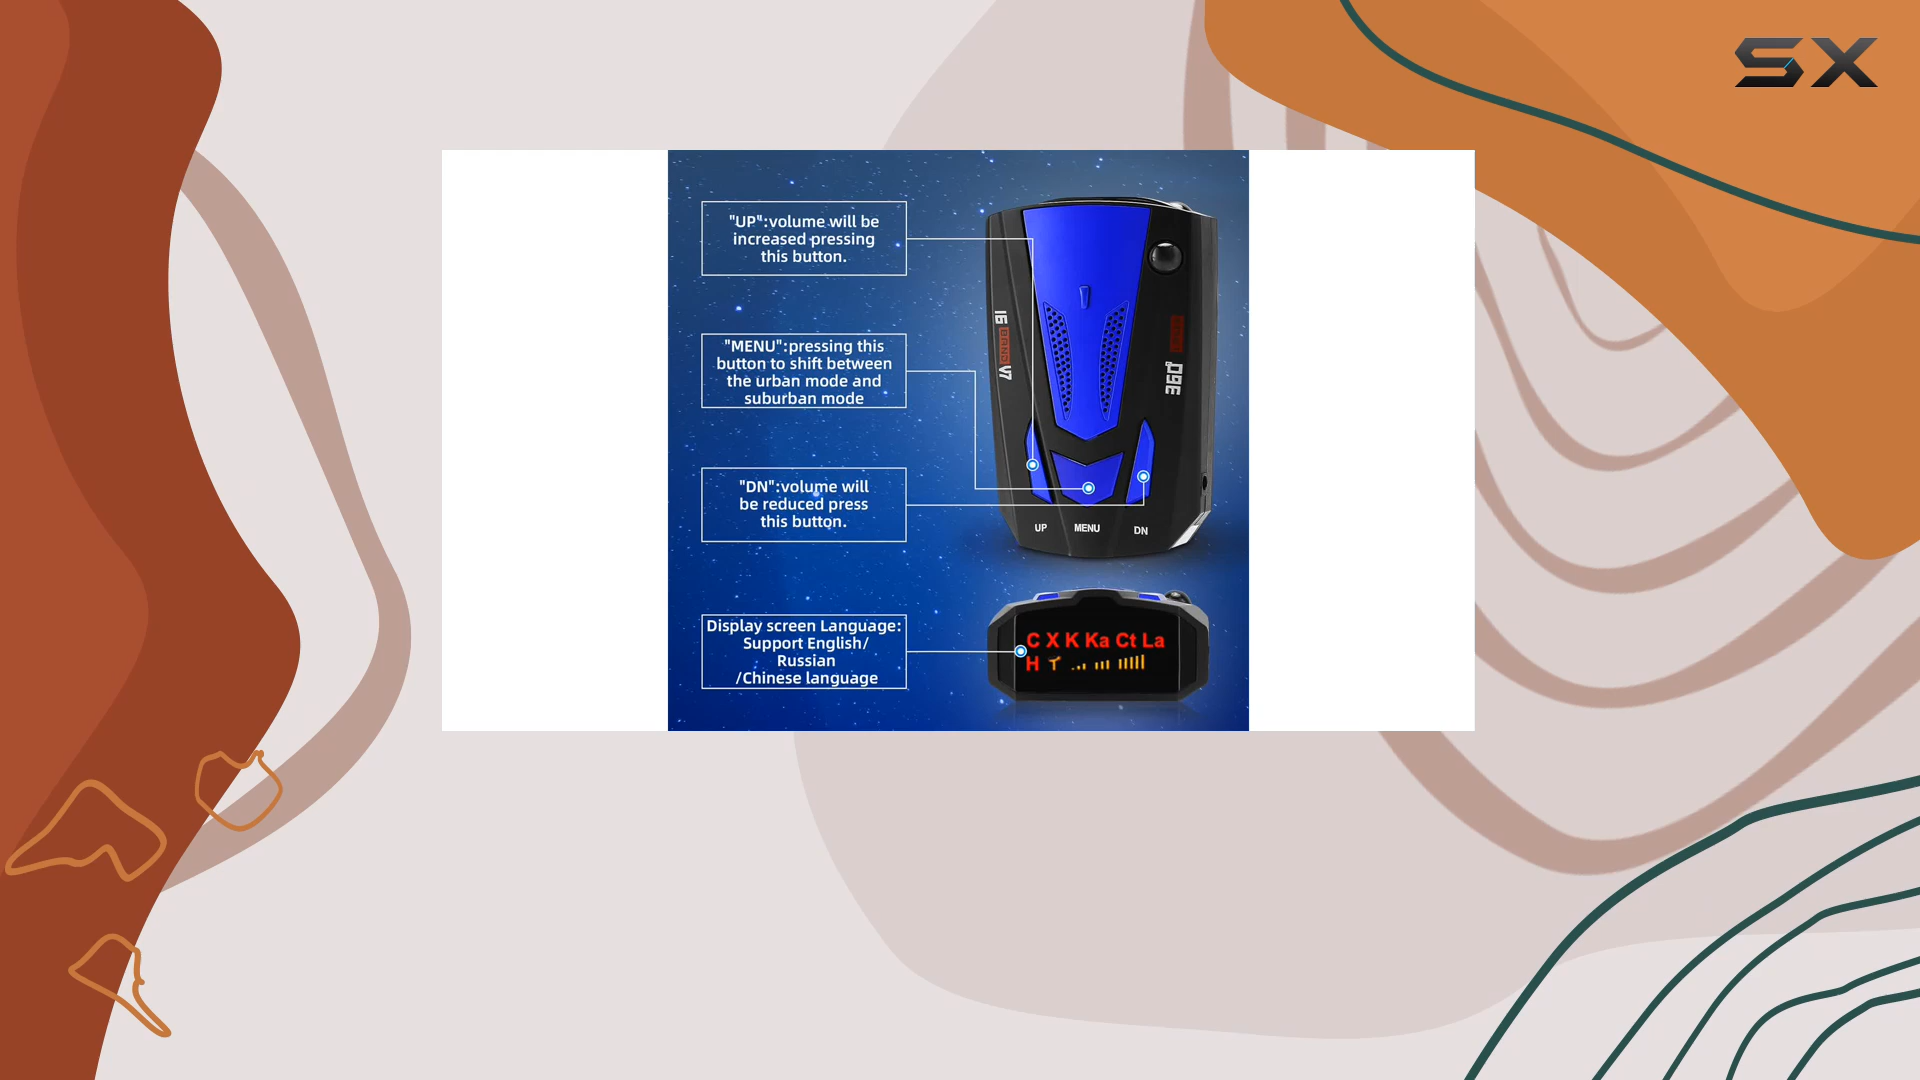 SX
"UP":volume will be
increased pressing
this button.
"MENU":pressing this
button to shift between
the urban mode and
suburban mode
"DN":volume will
be reduced press
this button.
Display screen Language:
Support English/
Russian
/Chinese language
16 BAND V7
360°
UP MENU DN
C X K Ka Ct La
H